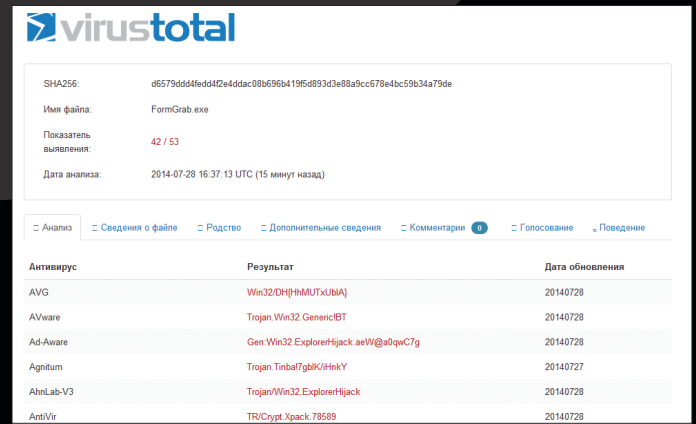 virustotal
SHA256: d6579ddd4fedd4f2e4ddac08b696b419f5d893d3e88a9cc678e4bc59b34a79de
Имя файла: FormGrab.exe
Показатель выявления: 42 / 53
Дата анализа: 2014-07-28 16:37:13 UTC (15 минут назад)
Анализ Сведения о файле Родство Дополнительные сведения Комментарии 0 Голосование Поведение
Антивирус Результат Дата обновления
AVG Win32/DH{HhMUTxUbIA} 20140728
AVware Trojan.Win32.Generic!BT 20140728
Ad-Aware Gen:Win32.ExplorerHijack.aeW@a0qwC7g 20140728
Agnitum Trojan.Tinba!7gblK/iHnkY 20140727
AhnLab-V3 Trojan/Win32.ExplorerHijack 20140728
AntiVir TR/Crypt.Xpack.78589 20140728